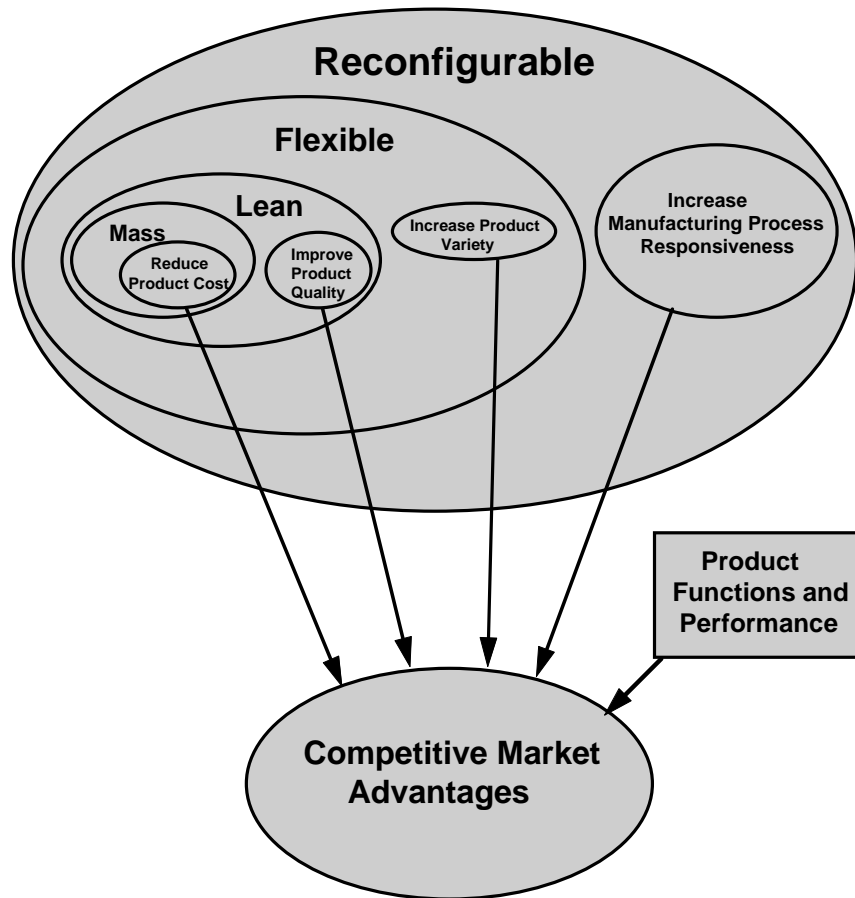 Reconfigurable
Flexible
Lean
Mass
Reduce
Product Cost
Improve
Product
Quality
Increase Product
Variety
Increase
Manufacturing Process
Responsiveness
Product
Functions and
Performance
Competitive Market
Advantages